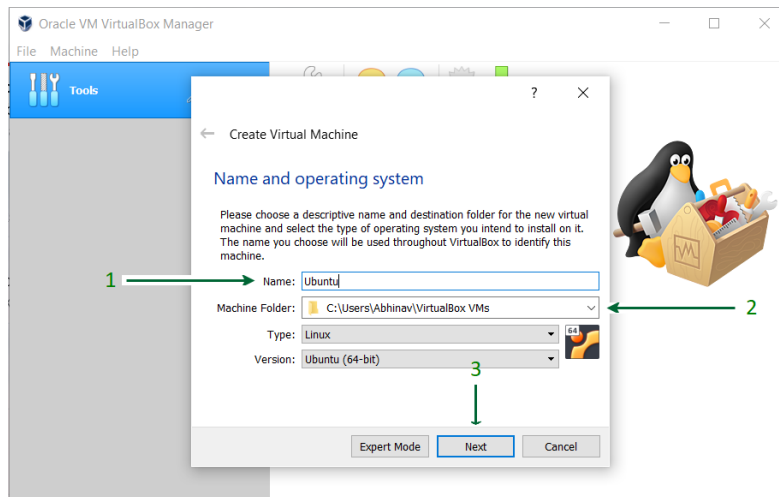 Oracle VM VirtualBox Manager
File Machine Help
Tools
?
Create Virtual Machine
Name and operating system
Please choose a descriptive name and destination folder for the new virtual
machine and select the type of operating system you intend to install on it.
The name you choose will be used throughout VirtualBox to identify this
machine.
1
Name: Ubuntu
Machine Folder: C:\Users\Abhinav\VirtualBox VMs
2
Type: Linux
64
Version: Ubuntu (64-bit)
3
Expert Mode Next Cancel